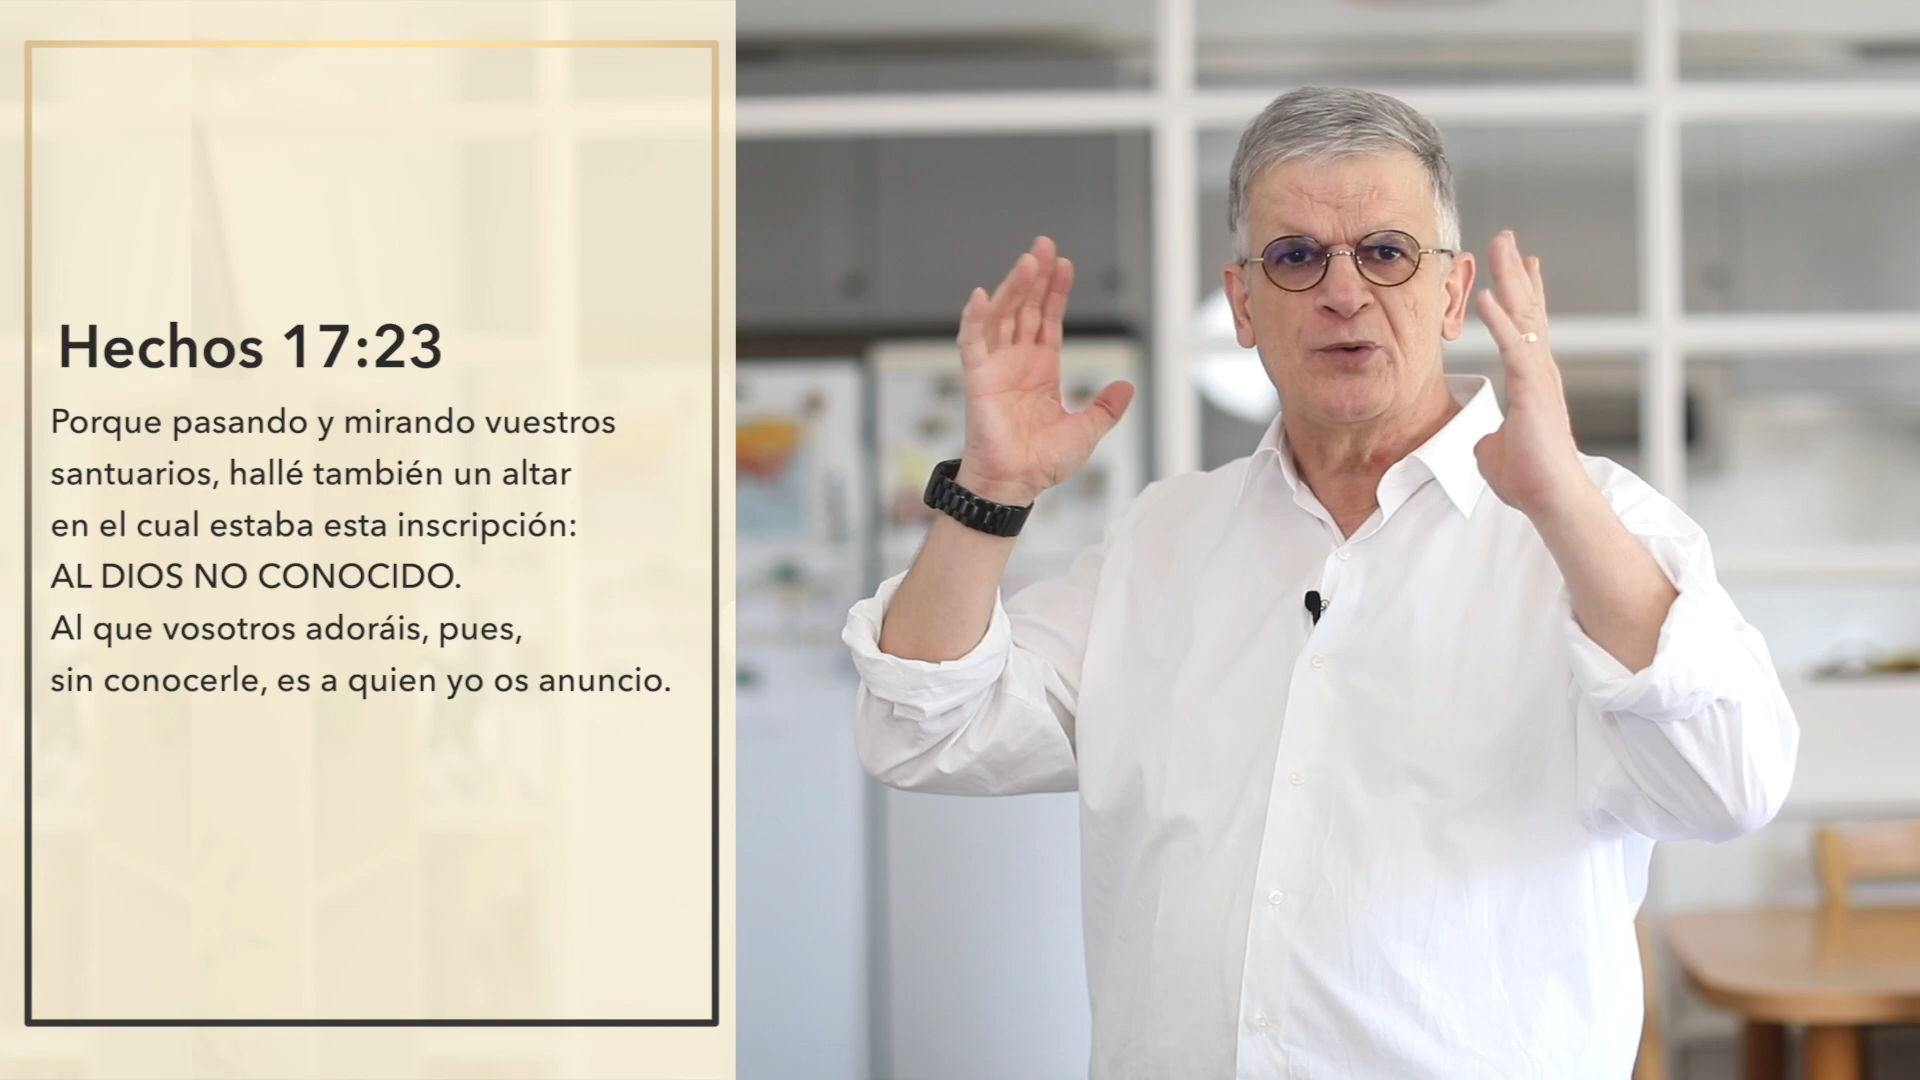 Hechos 17:23
Porque pasando y mirando vuestros
santuarios, hallé también un altar
en el cual estaba esta inscripción:
AL DIOS NO CONOCIDO.
Al que vosotros adoráis, pues,
sin conocerle, es a quien yo os anuncio.